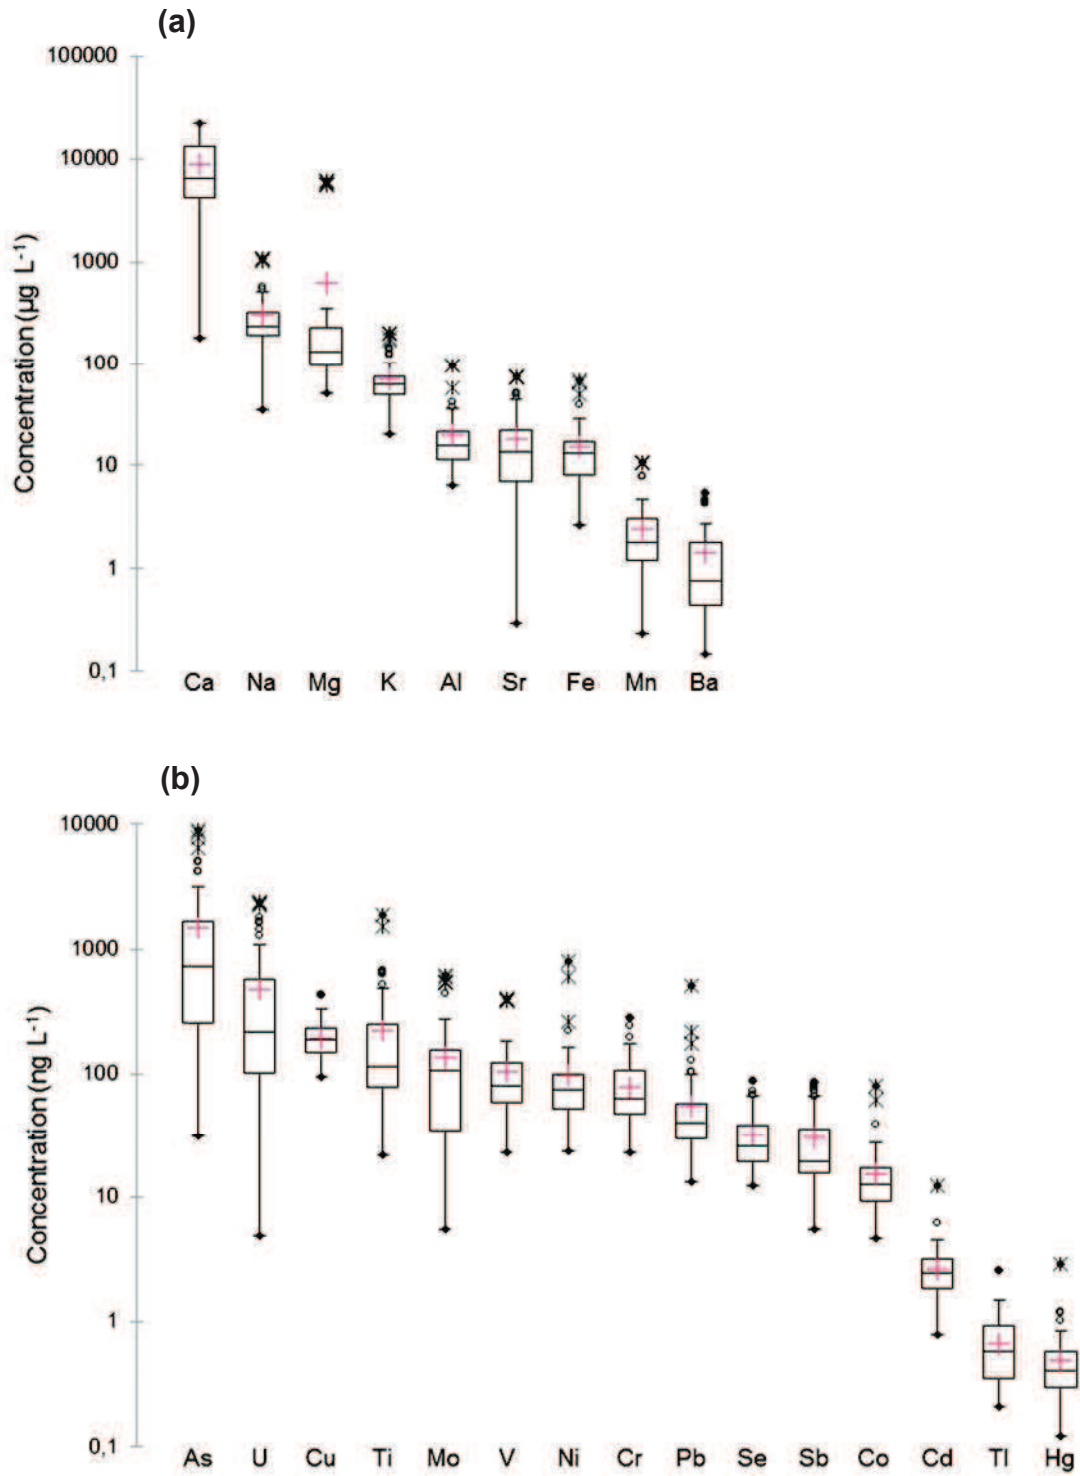 (a)
100000
10000
1000
100
10
1
0,1
Concentration (µg L⁻¹)
Ca Na Mg K Al Sr Fe Mn Ba
(b)
10000
1000
100
10
1
0,1
Concentration (ng L⁻¹)
As U Cu Ti Mo V Ni Cr Pb Se Sb Co Cd Tl Hg